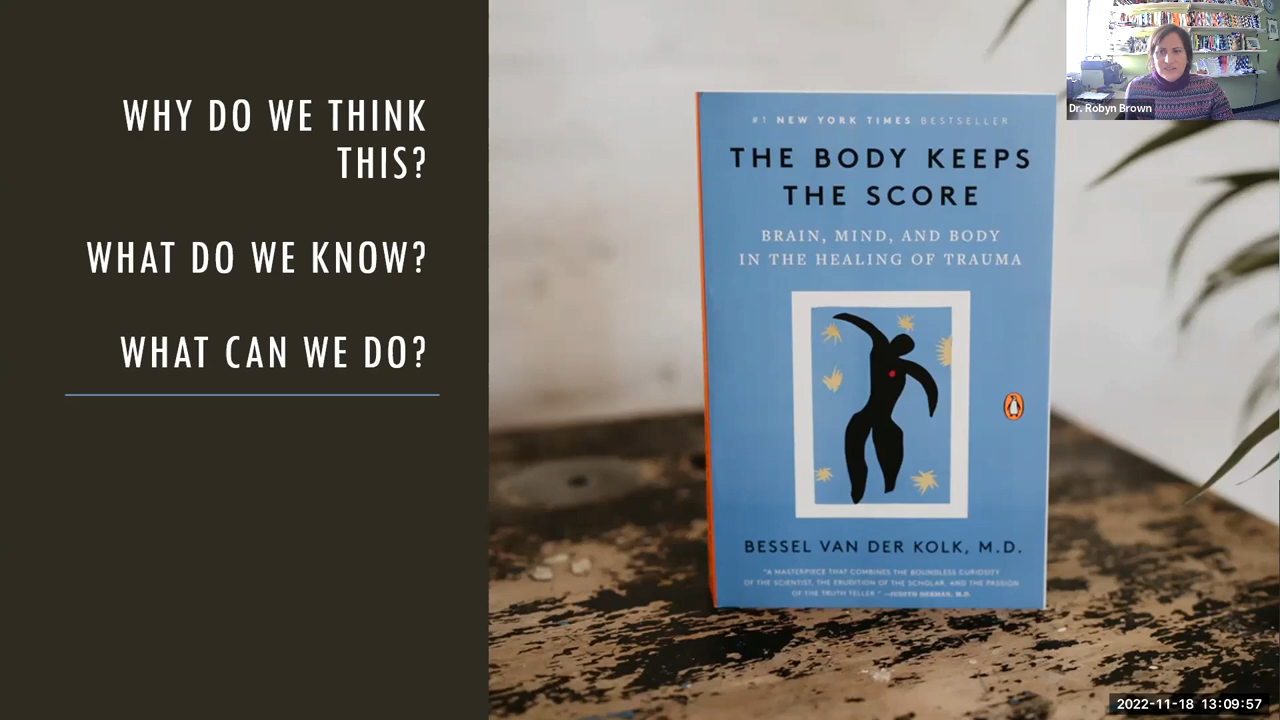 WHY DO WE THINK
THIS?
WHAT DO WE KNOW?
WHAT CAN WE DO?
#1 NEW YORK TIMES BESTSELLER
THE BODY KEEPS
THE SCORE
BRAIN, MIND, AND BODY
IN THE HEALING OF TRAUMA
BESSEL VAN DER KOLK, M.D.
"A MASTERPIECE THAT COMBINES THE BOUNDLESS CURIOSITY
OF THE SCIENTIST, THE ERUDITION OF THE SCHOLAR, AND THE PASSION
OF THE TRUTH TELLER." —JUDITH HERMAN, M.D.
Dr. Robyn Brown
2022-11-18 13:09:57